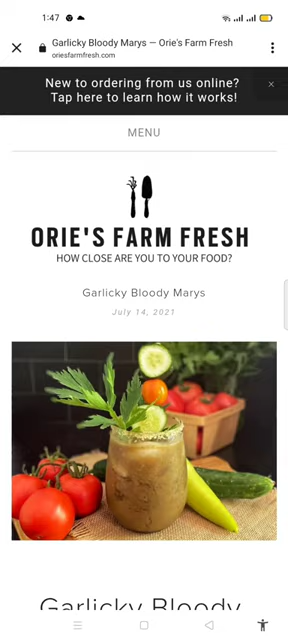 1:47
Garlicky Bloody Marys — Orie's Farm Fresh
oriesfarmfresh.com
New to ordering from us online?
Tap here to learn how it works!
MENU
ORIE'S FARM FRESH
HOW CLOSE ARE YOU TO YOUR FOOD?
Garlicky Bloody Marys
July 14, 2021
Garlicky Bloody